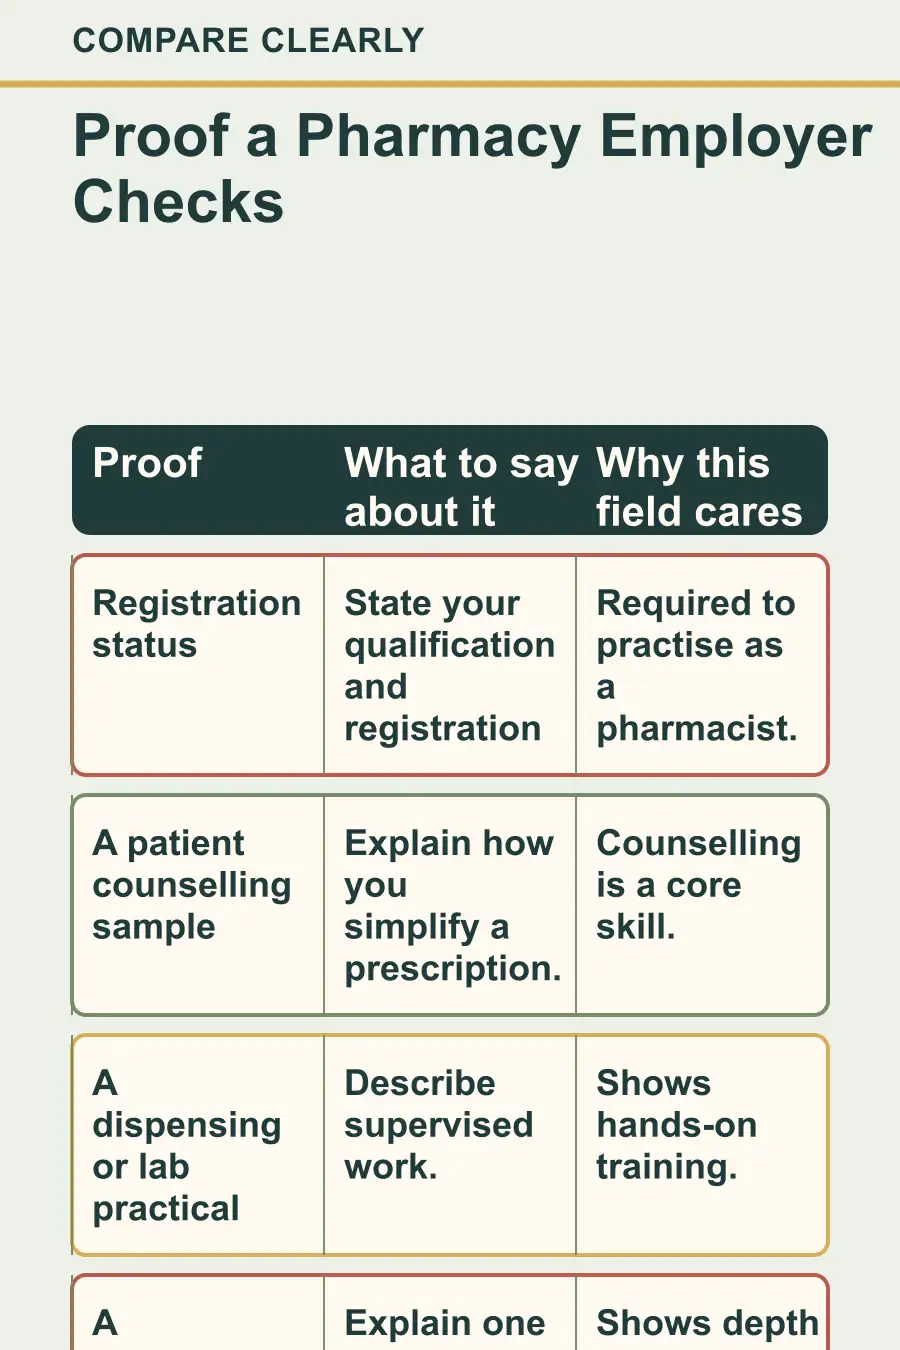 COMPARE CLEARLY
Proof a Pharmacy Employer
Checks
Proof
What to say
about it
Why this
field cares
Registration
status
State your
qualification
and
registration
Required to
practise as
a
pharmacist.
A patient
counselling
sample
Explain how
you
simplify a
prescription.
Counselling
is a core
skill.
A
dispensing
or lab
practical
Describe
supervised
work.
Shows
hands-on
training.
A
Explain one
Shows depth